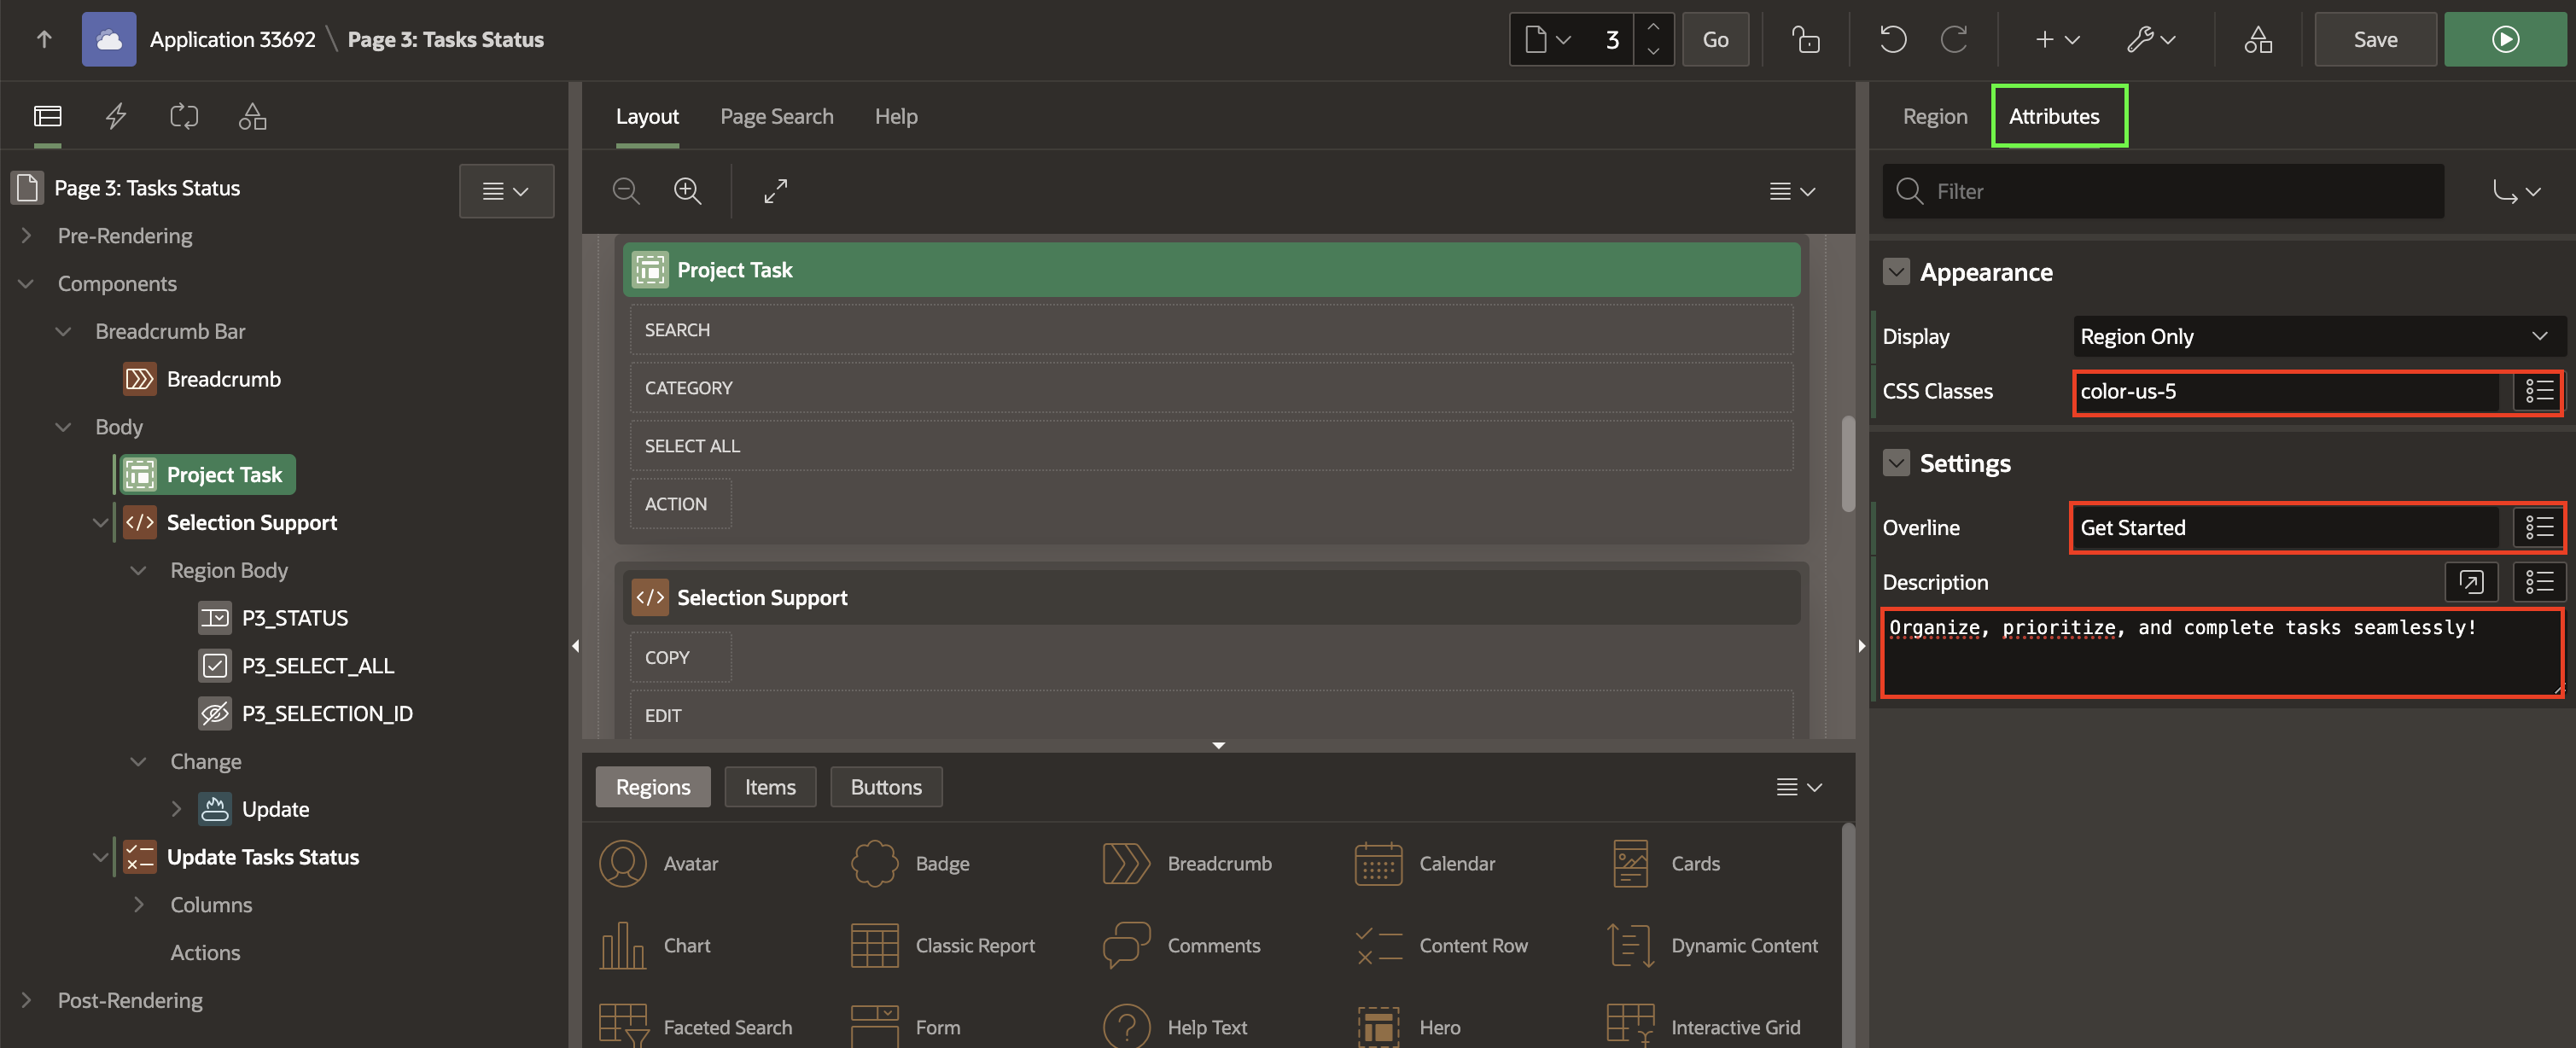 Application 33692 \ Page 3: Tasks Status
3
Go
Save
Page 3: Tasks Status
Pre-Rendering
Components
Breadcrumb Bar
Breadcrumb
Body
Project Task
Selection Support
Region Body
P3_STATUS
P3_SELECT_ALL
P3_SELECTION_ID
Change
Update
Update Tasks Status
Columns
Actions
Post-Rendering
Layout
Page Search
Help
Project Task
SEARCH
CATEGORY
SELECT ALL
ACTION
Selection Support
COPY
EDIT
Regions
Items
Buttons
Avatar
Badge
Breadcrumb
Calendar
Cards
Chart
Classic Report
Comments
Content Row
Dynamic Content
Faceted Search
Form
Help Text
Hero
Interactive Grid
Region
Attributes
Filter
Appearance
Display
Region Only
CSS Classes
color-us-5
Settings
Overline
Get Started
Description
Organize, prioritize, and complete tasks seamlessly!